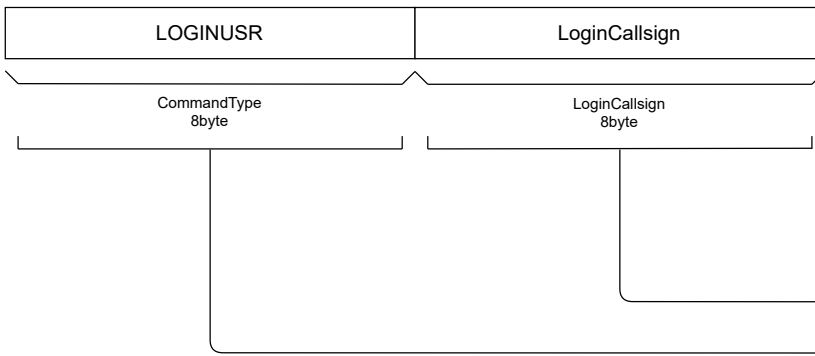 LOGINUSR
LoginCallsign
CommandType
8byte
LoginCallsign
8byte